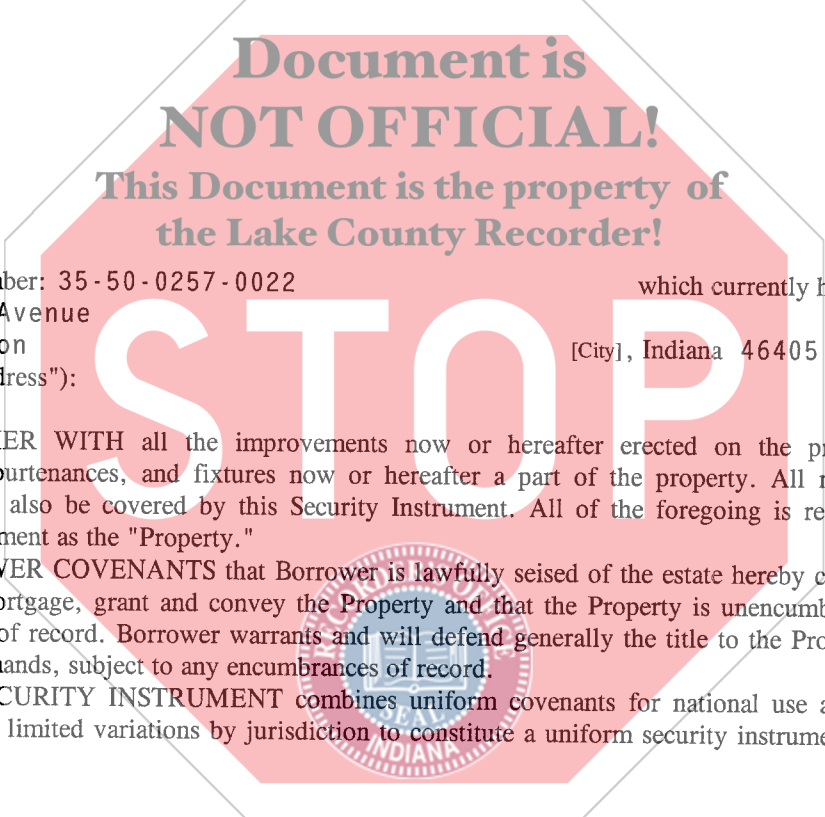 Document is
NOT OFFICIAL!
This Document is the property of
the Lake County Recorder!
ber: 35-50-0257-0022 which currently h
Avenue
on [City], Indiana 46405
dress"):
STOP
ER WITH all the improvements now or hereafter erected on the pr
purtenances, and fixtures now or hereafter a part of the property. All r
also be covered by this Security Instrument. All of the foregoing is re
ment as the "Property."
VER COVENANTS that Borrower is lawfully seised of the estate hereby c
ortgage, grant and convey the Property and that the Property is unencumb
of record. Borrower warrants and will defend generally the title to the Pro
ands, subject to any encumbrances of record.
CURITY INSTRUMENT combines uniform covenants for national use a
limited variations by jurisdiction to constitute a uniform security instrume
RECORDER'S OFFICE
SEAL
INDIANA